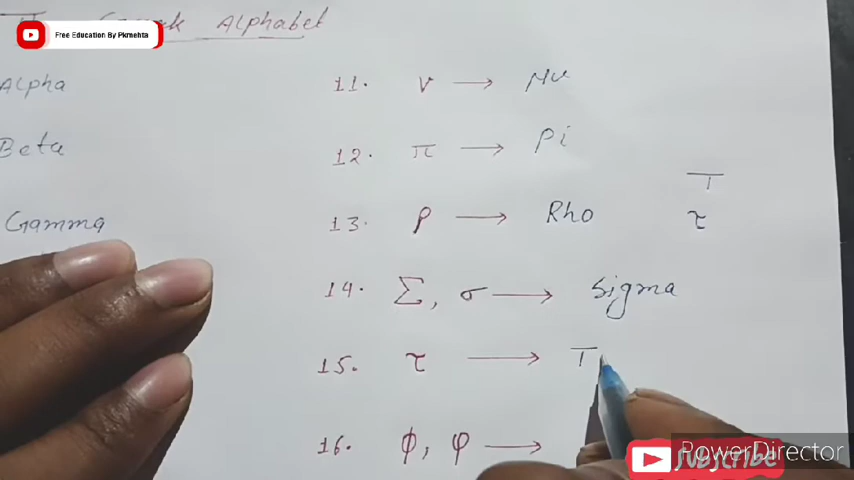 Alphabet
Free Education By Pkmehta
Alpha
Beta
Gamma
11. ν → Nu
12. π → Pi
13. ρ → Rho
T
τ
14. Σ, σ → Sigma
15. τ → T
16. ϕ, φ →
SUBSCRIBE
PowerDirector